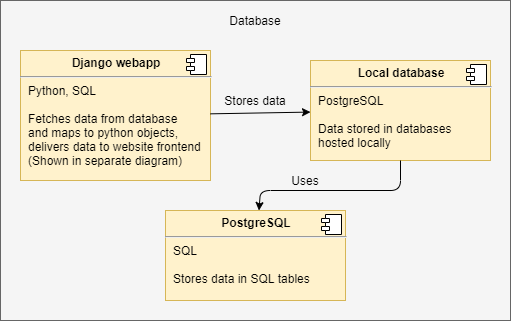 Database
Django webapp
Python, SQL
Fetches data from database
and maps to python objects,
delivers data to website frontend
(Shown in separate diagram)
Stores data
Local database
PostgreSQL
Data stored in databases
hosted locally
Uses
PostgreSQL
SQL
Stores data in SQL tables